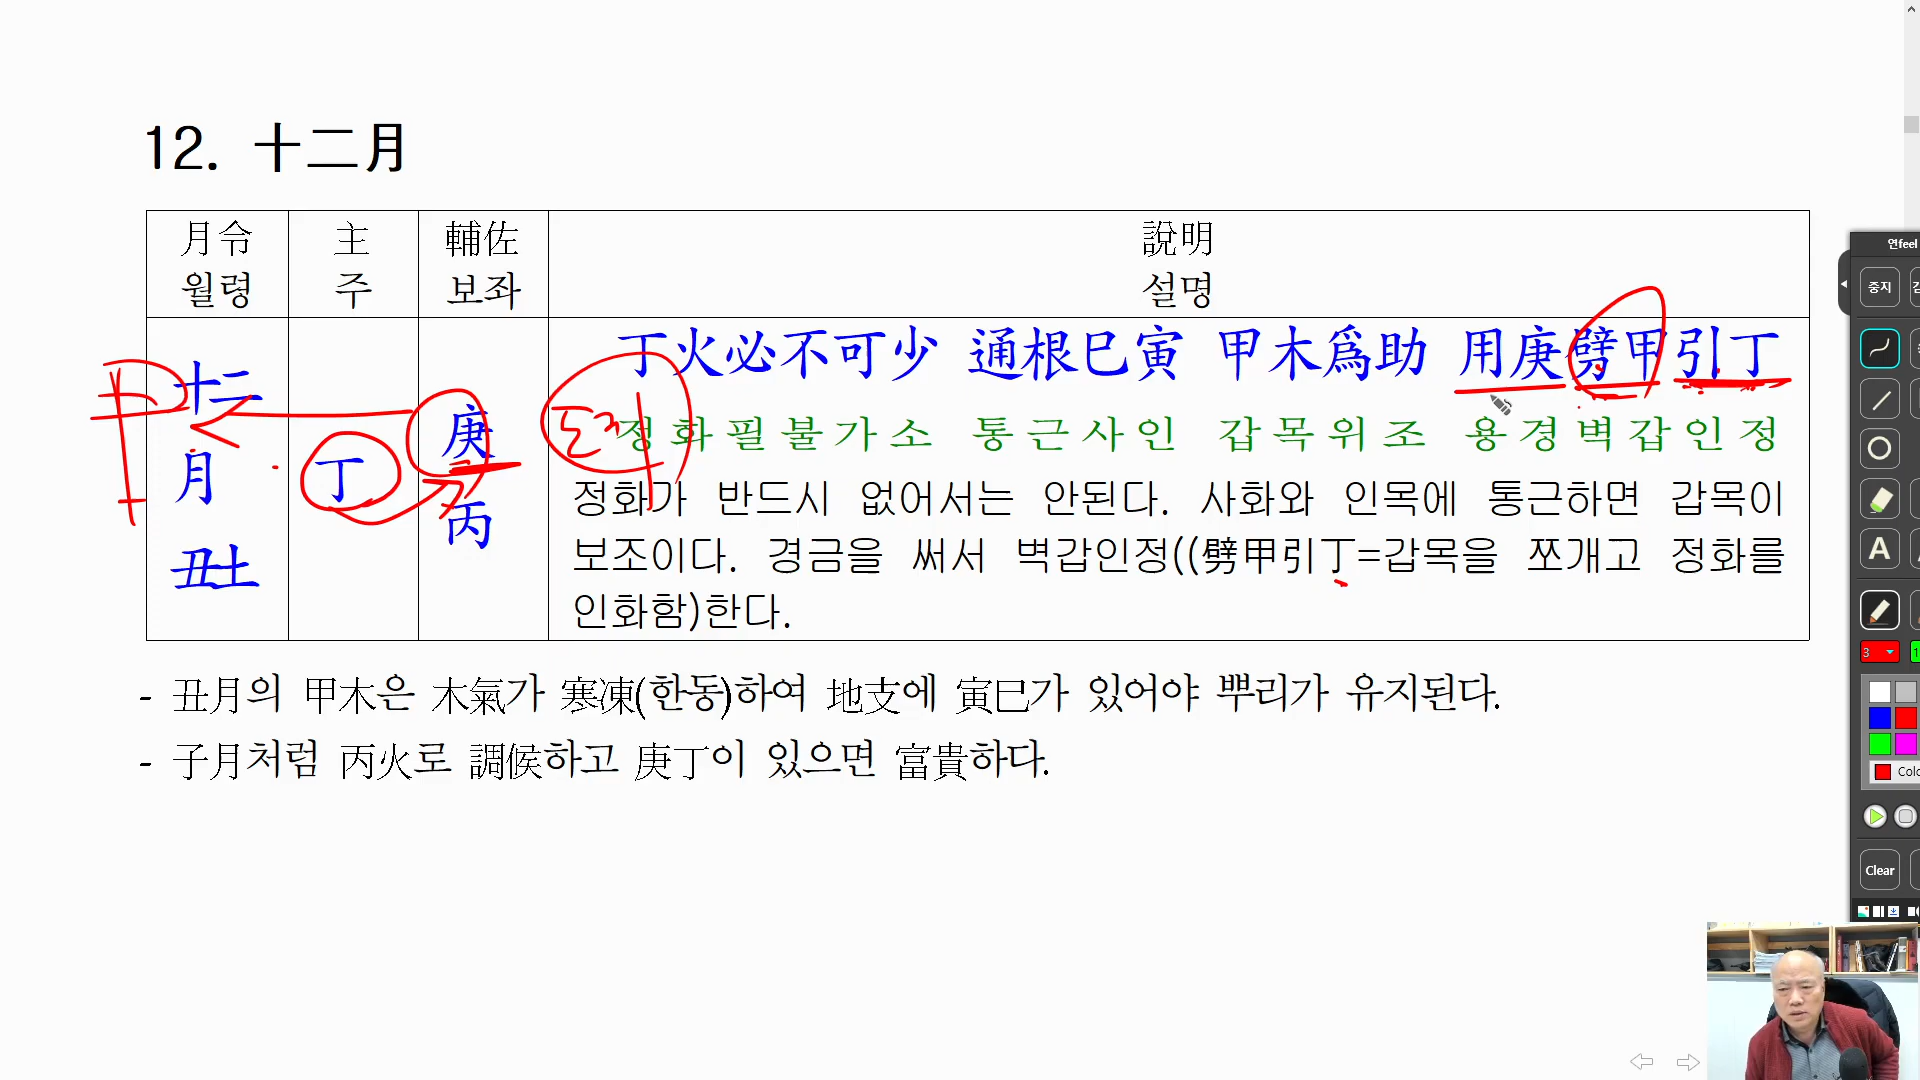 12. 十二月
月令 主 輔佐 說明
월령 주 보좌 설명
十二
月
丑土
丁
庚
丙
丁火必不可少 通根巳寅 甲木爲助 用庚劈甲引丁
정화필불가소 통근사인 갑목위조 용경벽갑인정
정화가 반드시 없어서는 안된다. 사화와 인목에 통근하면 갑목이
보조이다. 경금을 써서 벽갑인정((劈甲引丁=갑목을 쪼개고 정화를
인화함)한다.
- 丑月의 甲木은 木氣가 寒凍(한동)하여 地支에 寅巳가 있어야 뿌리가 유지된다.
- 子月처럼 丙火로 調候하고 庚丁이 있으면 富貴하다.
연feel
중지
A
3
1
Clear